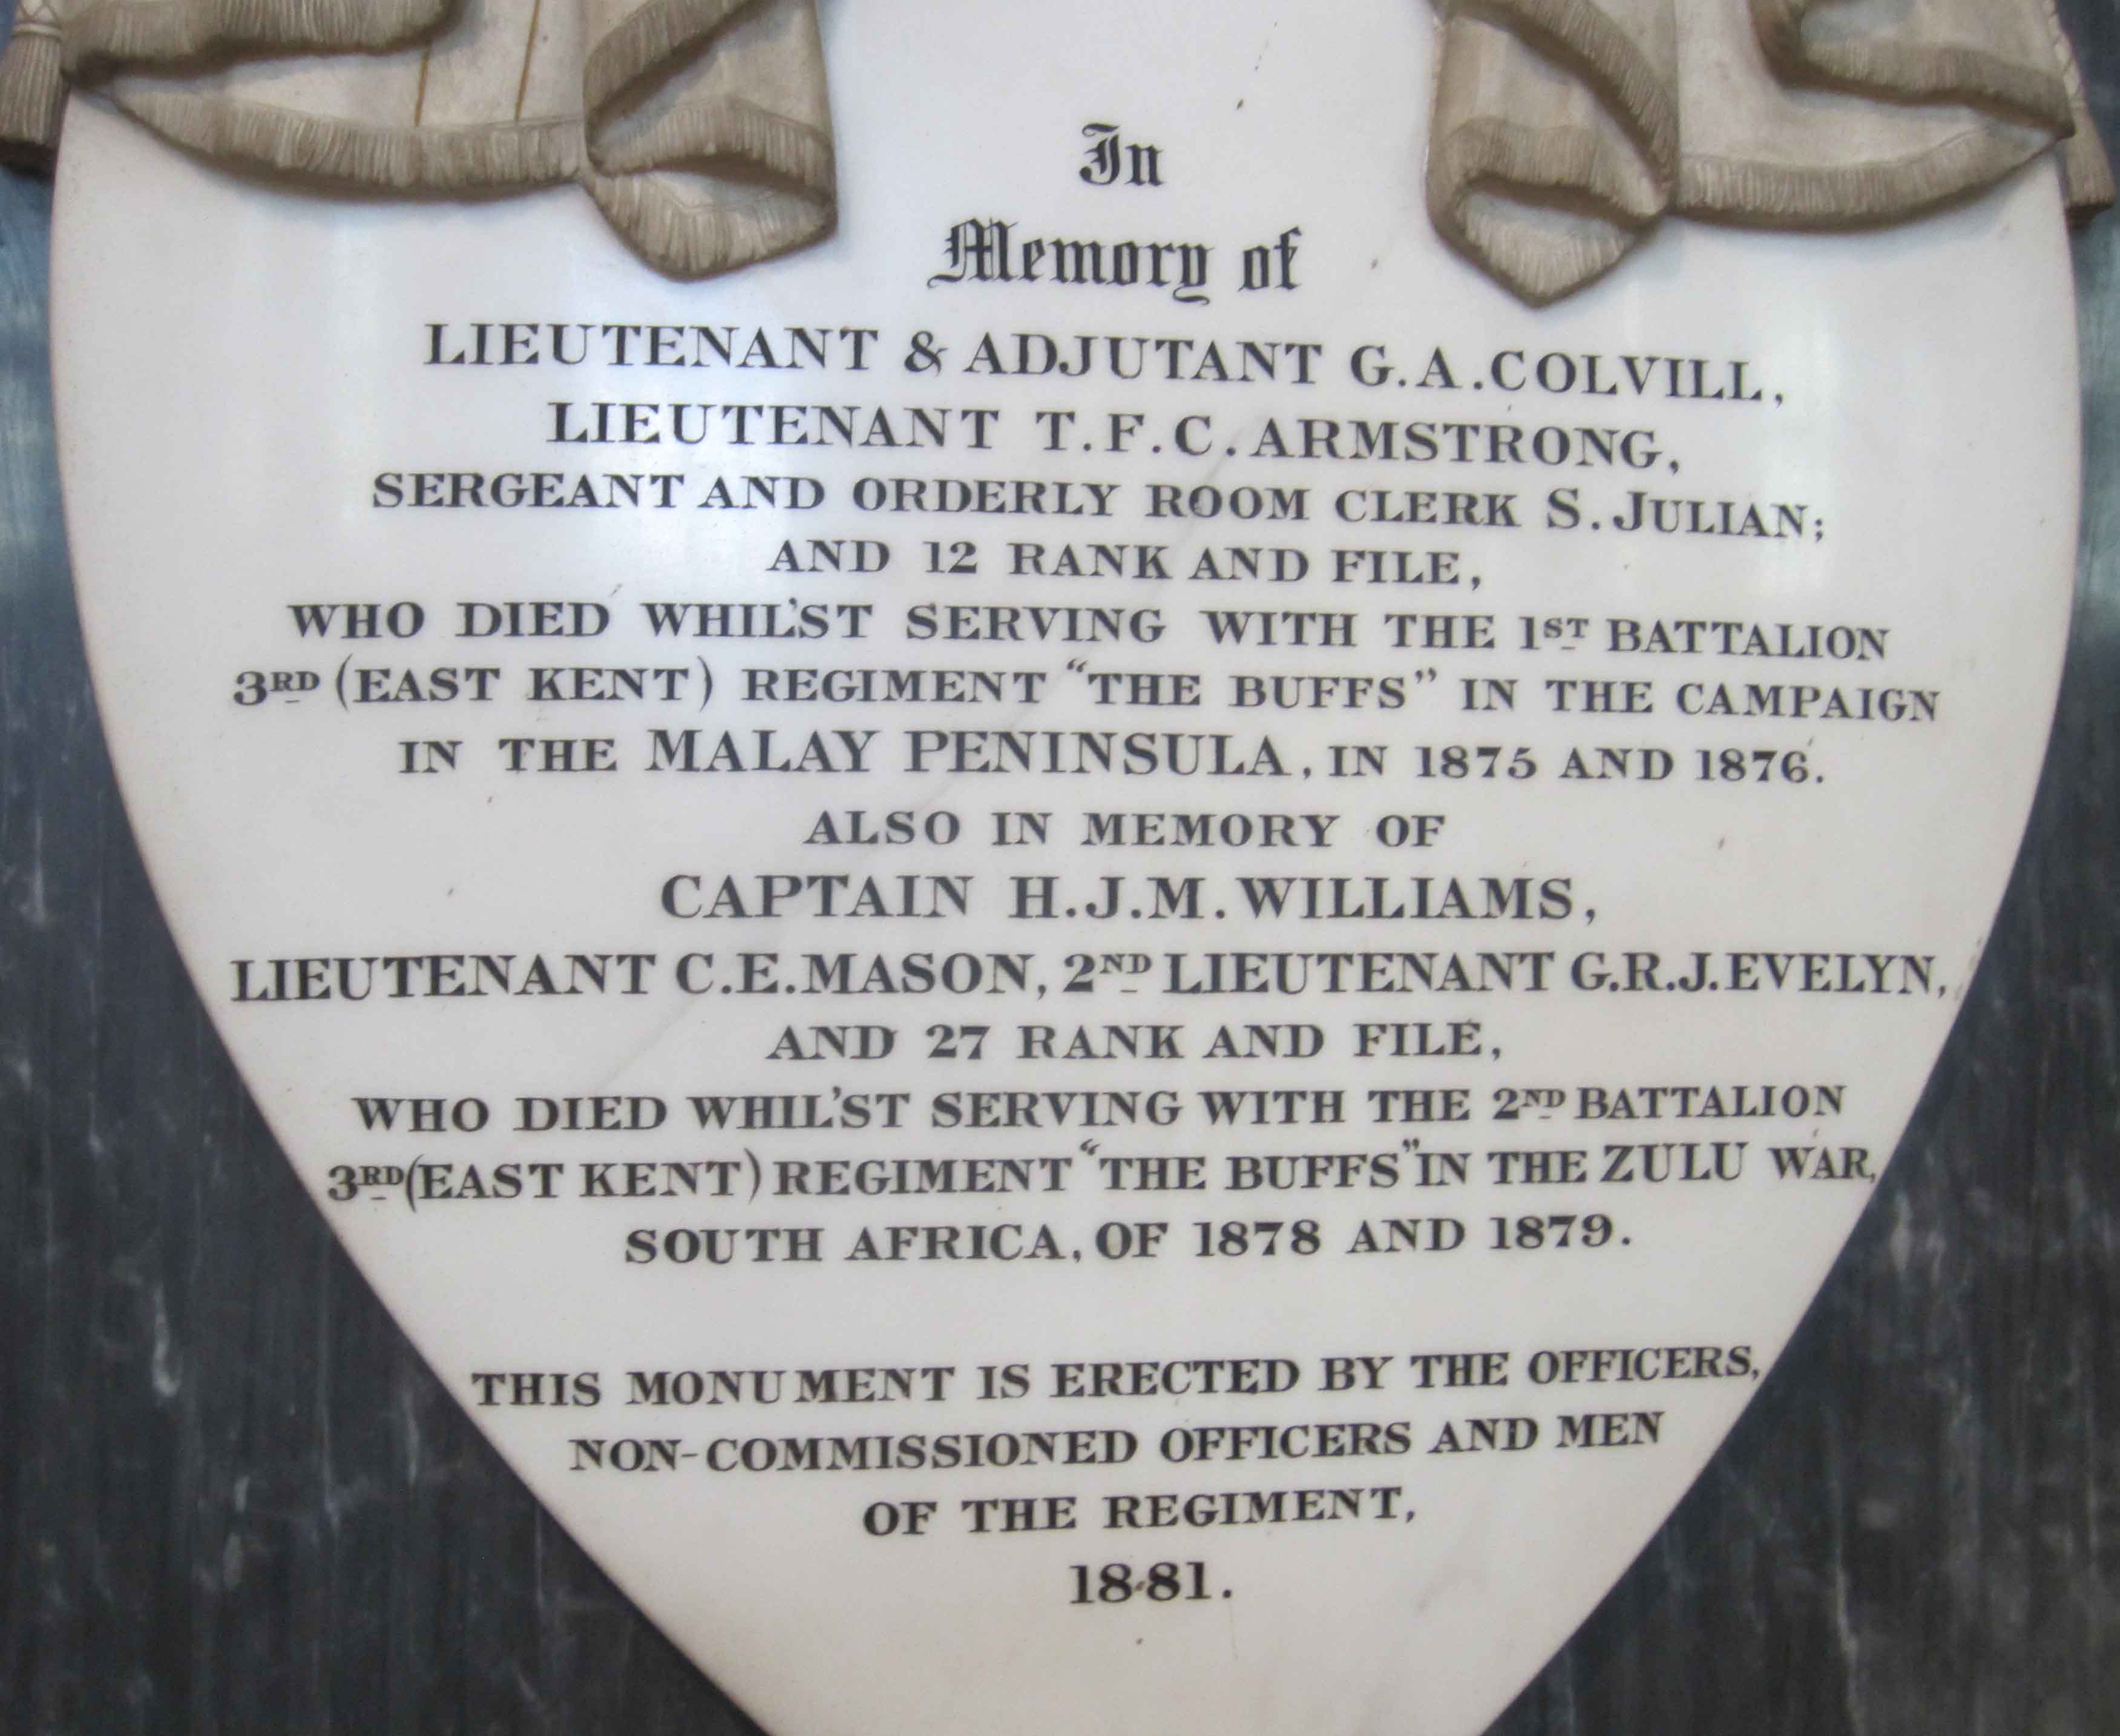 In
Memory of
LIEUTENANT & ADJUTANT G.A. COLVILL,
LIEUTENANT T.F.C. ARMSTRONG,
SERGEANT AND ORDERLY ROOM CLERK S. JULIAN;
AND 12 RANK AND FILE,
WHO DIED WHIL'ST SERVING WITH THE 1ST BATTALION
3RD (EAST KENT) REGIMENT "THE BUFFS" IN THE CAMPAIGN
IN THE MALAY PENINSULA, IN 1875 AND 1876.
ALSO IN MEMORY OF
CAPTAIN H.J.M. WILLIAMS,
LIEUTENANT C.E. MASON, 2ND LIEUTENANT G.R.J. EVELYN,
AND 27 RANK AND FILE,
WHO DIED WHIL'ST SERVING WITH THE 2ND BATTALION
3RD (EAST KENT) REGIMENT "THE BUFFS" IN THE ZULU WAR,
SOUTH AFRICA, OF 1878 AND 1879.
THIS MONUMENT IS ERECTED BY THE OFFICERS,
NON-COMMISSIONED OFFICERS AND MEN
OF THE REGIMENT,
1881.